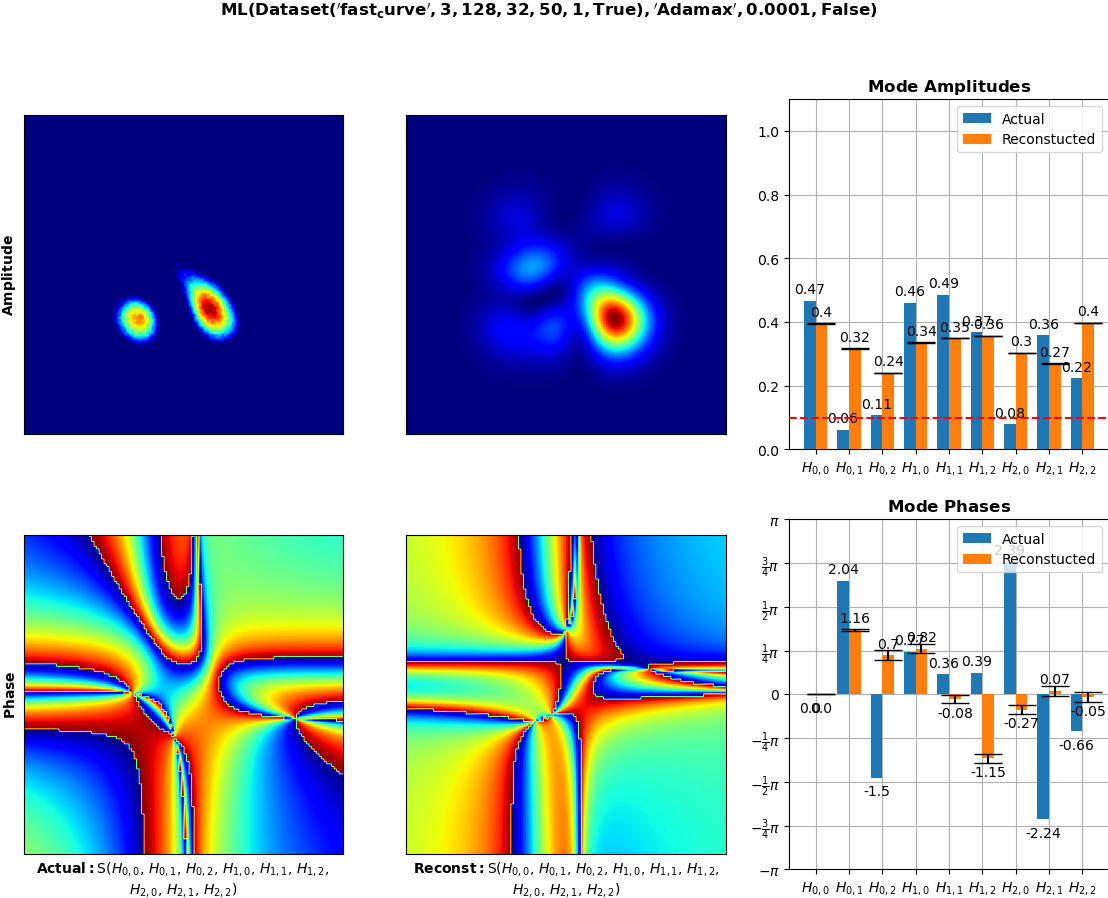 ML(Dataset('fast_curve', 3, 128, 32, 50, 1, True), 'Adamax', 0.0001, False)
Amplitude
Mode Amplitudes
Actual
Reconstucted
1.0
0.8
0.6
0.4
0.2
0.0
0.47
0.4
0.06
0.32
0.11
0.24
0.46
0.34
0.49
0.35
0.37
0.36
0.08
0.3
0.36
0.27
0.22
0.4
H0,0 H0,1 H0,2 H1,0 H1,1 H1,2 H2,0 H2,1 H2,2
Phase
Mode Phases
Actual
Reconstucted
π
3/4π
1/2π
1/4π
0
−1/4π
−1/2π
−3/4π
−π
0.0
0.0
2.04
1.16
-1.5
0.7
0.82
0.36
-0.08
0.39
-1.15
2.39
-0.27
-2.24
0.07
-0.66
-0.05
H0,0 H0,1 H0,2 H1,0 H1,1 H1,2 H2,0 H2,1 H2,2
Actual: S(H0,0, H0,1, H0,2, H1,0, H1,1, H1,2,
H2,0, H2,1, H2,2)
Reconst: S(H0,0, H0,1, H0,2, H1,0, H1,1, H1,2,
H2,0, H2,1, H2,2)